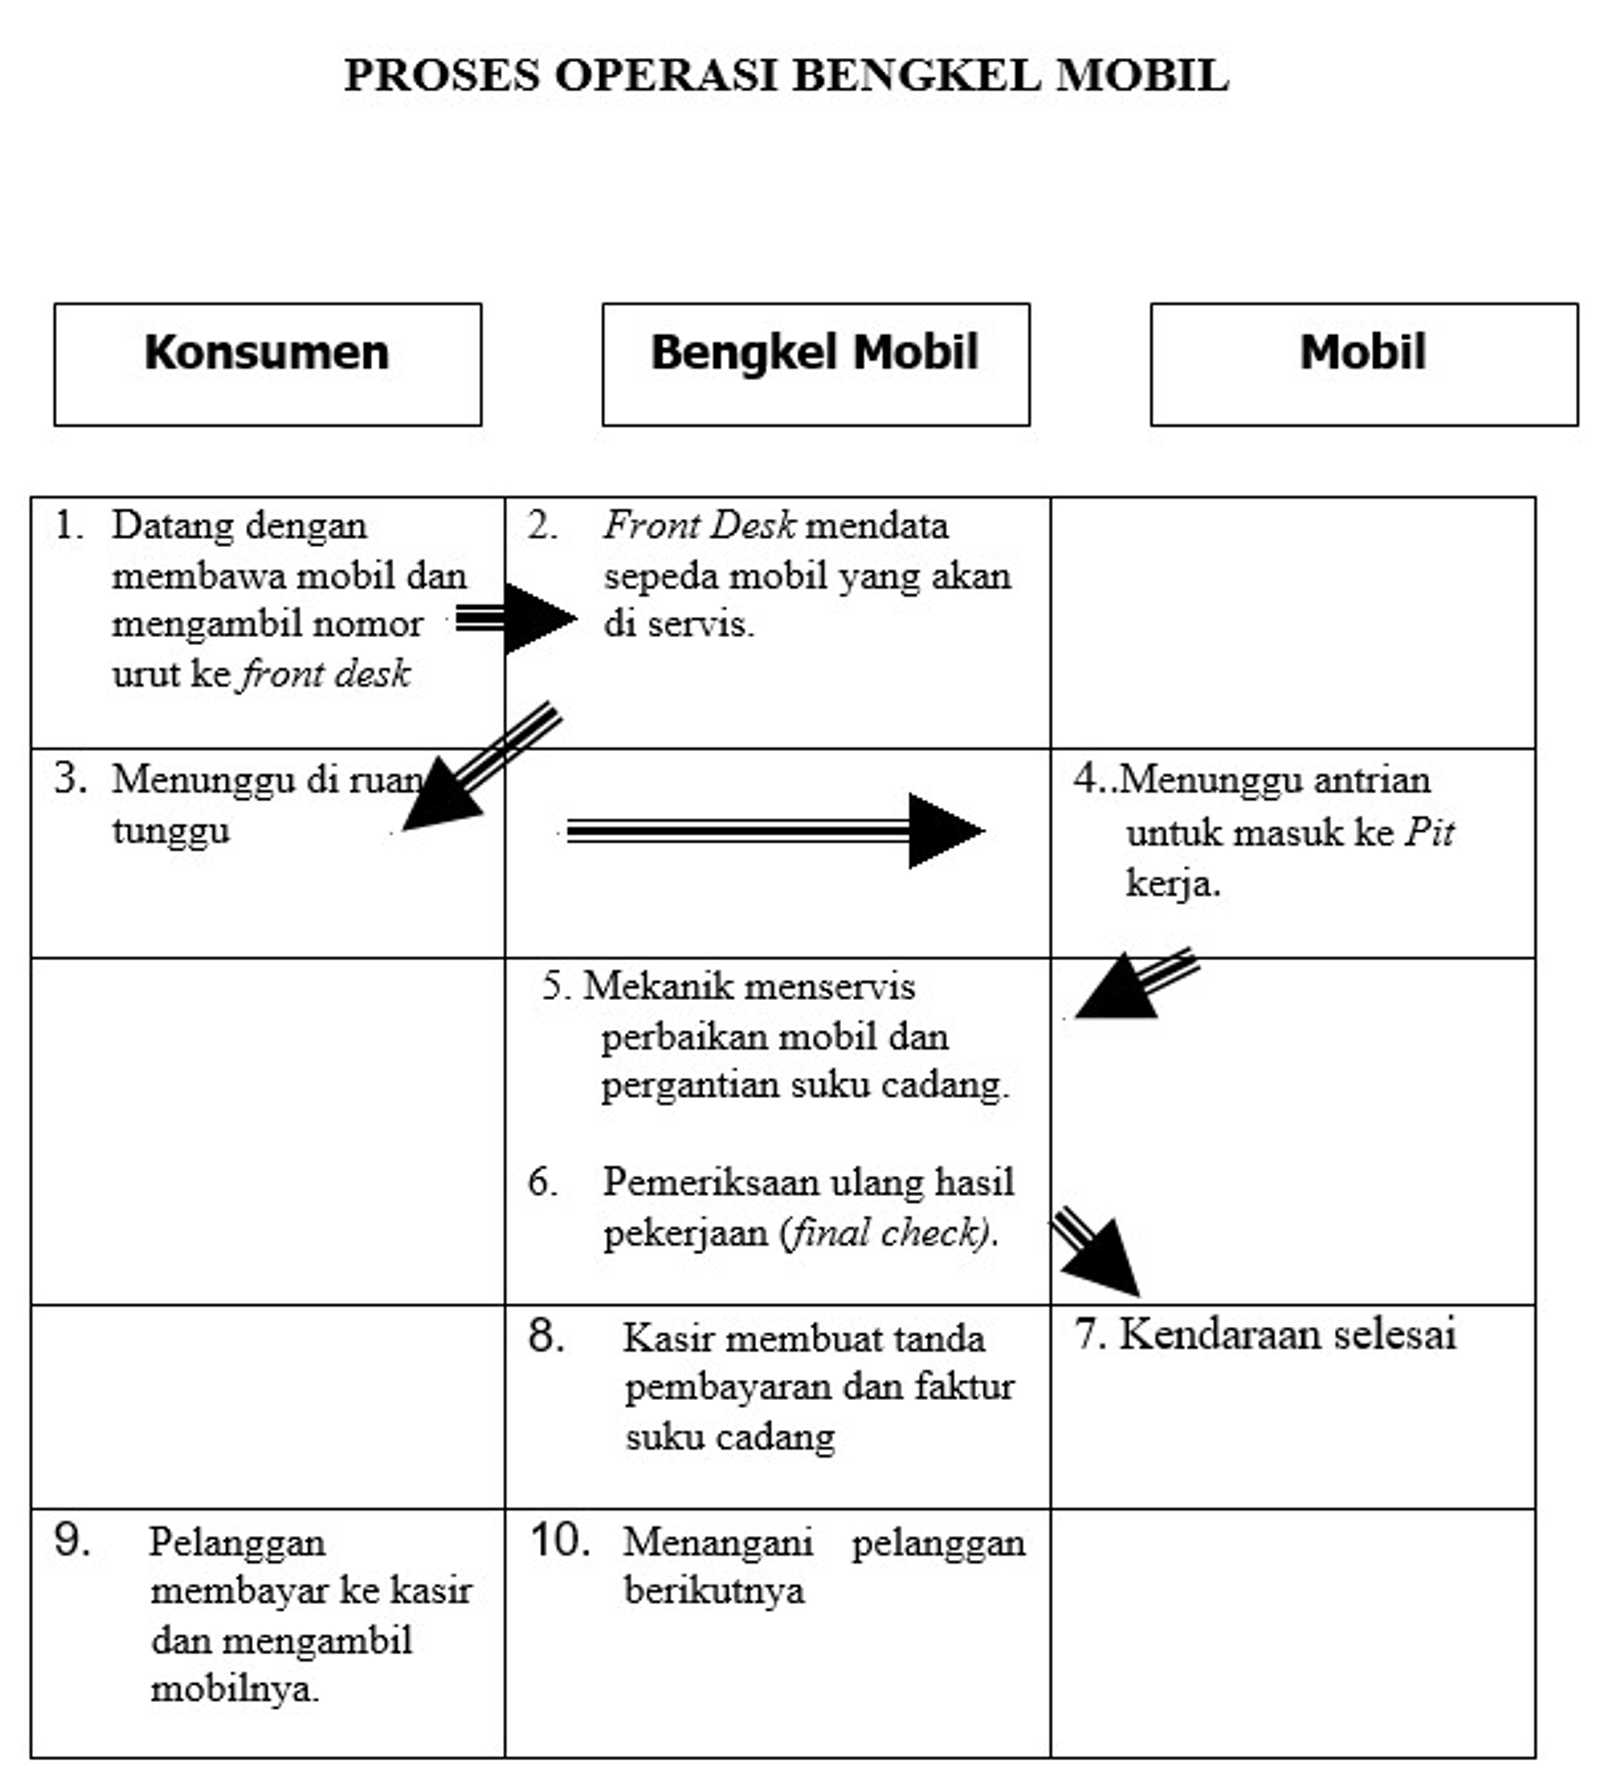 PROSES OPERASI BENGKEL MOBIL
Konsumen
Bengkel Mobil
Mobil
1. Datang dengan
membawa mobil dan
mengambil nomor
urut ke front desk
2. Front Desk mendata
sepeda mobil yang akan
di servis.
3. Menunggu di ruan
tunggu
4..Menunggu antrian
untuk masuk ke Pit
kerja.
5. Mekanik menservis
perbaikan mobil dan
pergantian suku cadang.
6. Pemeriksaan ulang hasil
pekerjaan (final check).
8. Kasir membuat tanda
pembayaran dan faktur
suku cadang
7. Kendaraan selesai
9. Pelanggan
membayar ke kasir
dan mengambil
mobilnya.
10. Menangani pelanggan
berikutnya